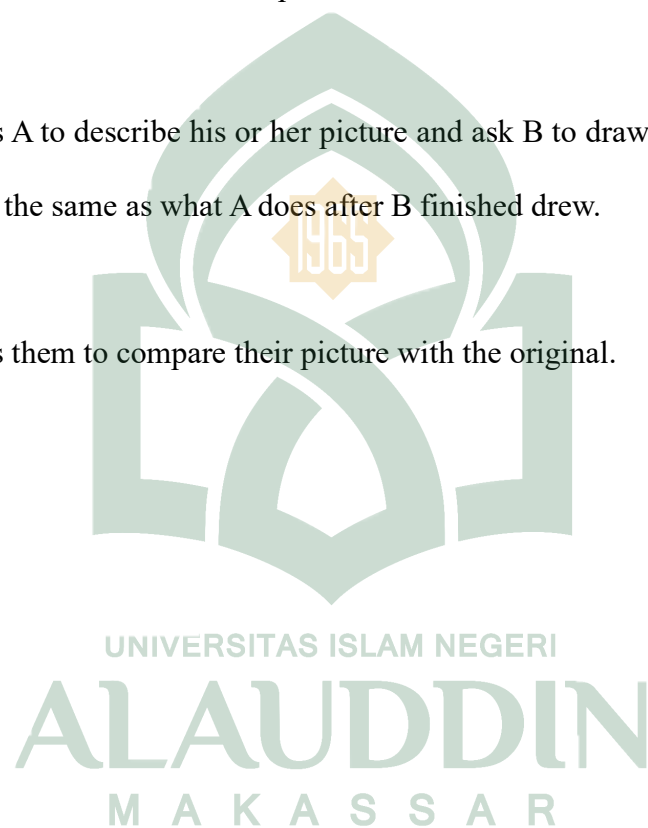 s A to describe his or her picture and ask B to draw
the same as what A does after B finished drew.
1965
s them to compare their picture with the original.
UNIVERSITAS ISLAM NEGERI
ALAUDDIN
MAKASSAR